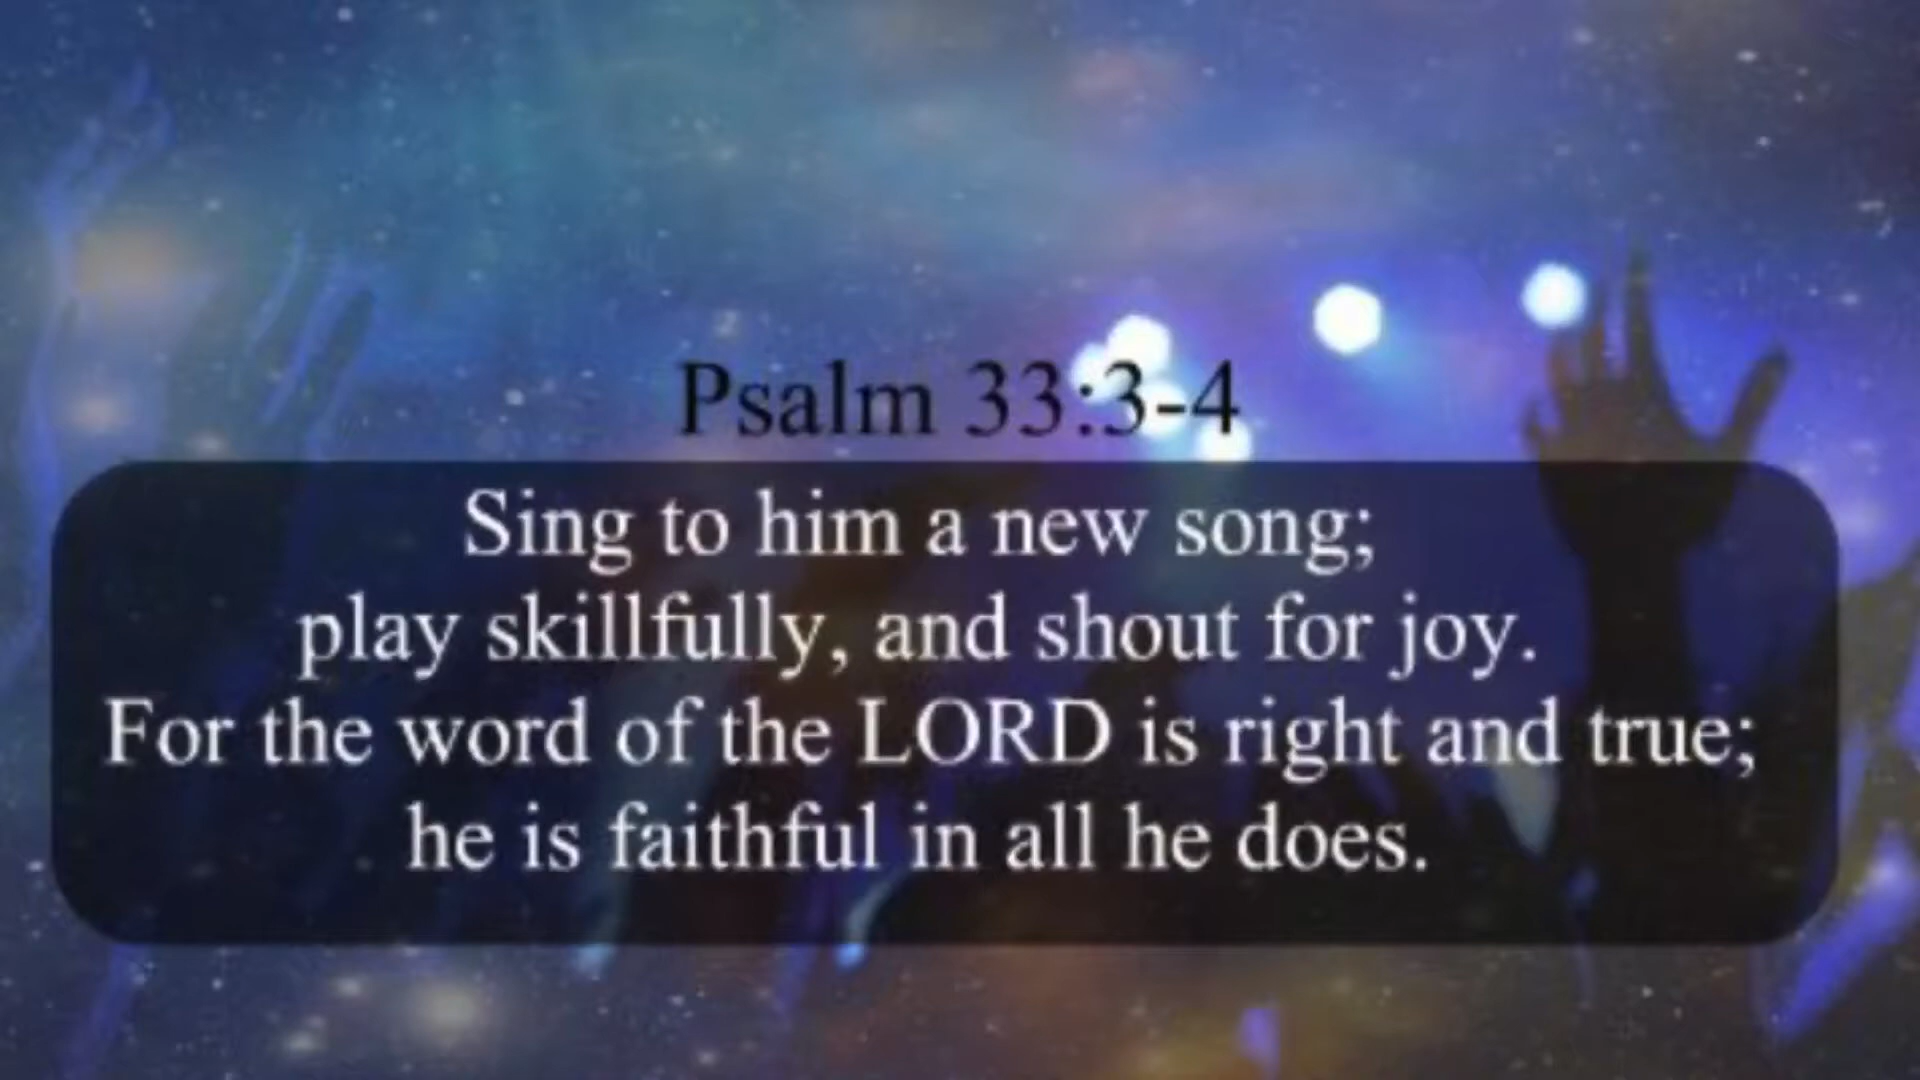 Psalm 33:3-4
Sing to him a new song;
play skillfully, and shout for joy.
For the word of the LORD is right and true;
he is faithful in all he does.